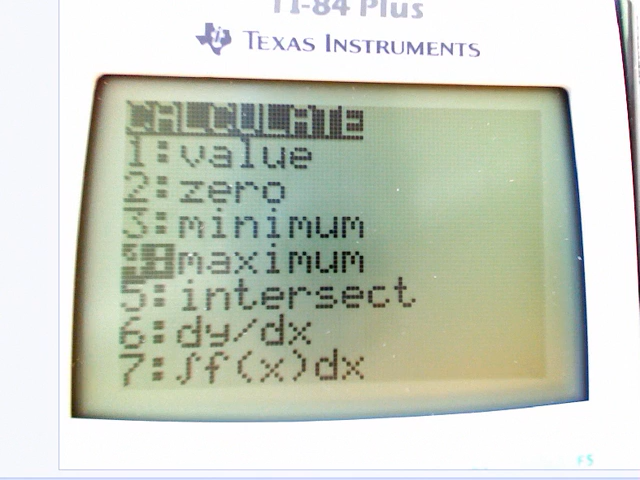 TI-84 Plus
TEXAS INSTRUMENTS
CALCULATE
1:value
2:zero
3:minimum
4:maximum
5:intersect
6:dy/dx
7:∫f(x)dx
F5